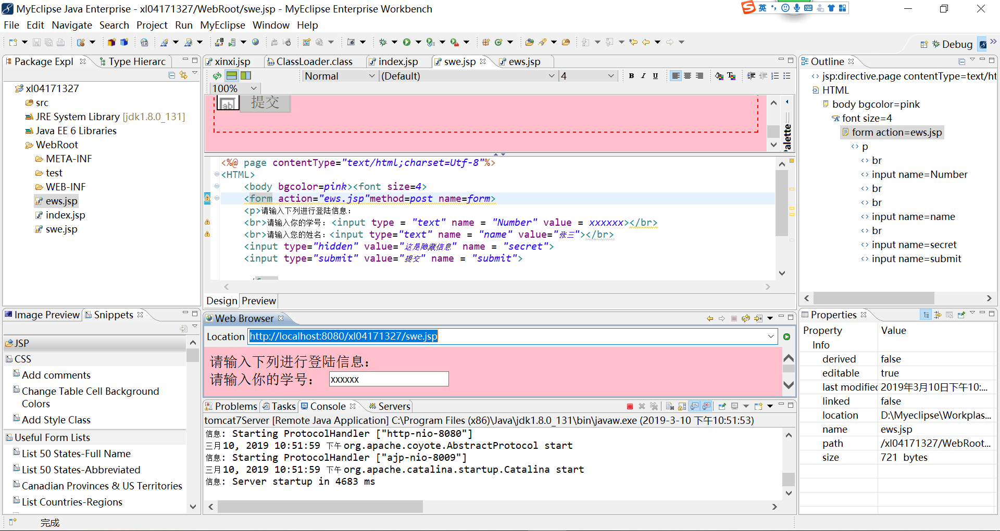 MyEclipse Java Enterprise - xl04171327/WebRoot/swe.jsp - MyEclipse Enterprise Workbench
英
File Edit Navigate Search Project Run MyEclipse Window Help
Debug
Package Expl
Type Hierarc
xl04171327
src
JRE System Library [jdk1.8.0_131]
Java EE 6 Libraries
WebRoot
META-INF
test
WEB-INF
ews.jsp
index.jsp
swe.jsp
xinxi.jsp
ClassLoader.class
index.jsp
swe.jsp
ews.jsp
Normal
(Default)
4
B I U
100%
提交
Palette
<%@ page contentType="text/html;charset=Utf-8"%>
<HTML>
<body bgcolor=pink><font size=4>
<form action="ews.jsp"method=post name=form>
<p>请输入下列进行登陆信息：
<br>请输入你的学号：<input type = "text" name = "Number" value = xxxxxx></br>
<br>请输入您的姓名：<input type="text" name = "name" value="张三"></br>
<input type="hidden" value="这是隐藏信息" name = "secret">
<input type="submit" value="提交" name = "submit">
Design
Preview
Outline
jsp:directive.page contentType=text/ht
HTML
body bgcolor=pink
font size=4
form action=ews.jsp
p
br
input name=Number
br
br
input name=name
br
input name=secret
input name=submit
Image Preview
Snippets
JSP
CSS
Add comments
Change Table Cell Background
Colors
Add Style Class
Useful Form Lists
List 50 States-Full Name
List 50 States-Abbreviated
Canadian Provinces & US Territories
List Countries-Regions
Web Browser
Location http://localhost:8080/xl04171327/swe.jsp
请输入下列进行登陆信息：
请输入你的学号： xxxxxx
Problems
Tasks
Console
Servers
tomcat7Server [Remote Java Application] C:\Program Files (x86)\Java\jdk1.8.0_131\bin\javaw.exe (2019-3-10 下午10:51:53)
信息: Starting ProtocolHandler ["http-nio-8080"]
三月 10, 2019 10:51:59 下午 org.apache.coyote.AbstractProtocol start
信息: Starting ProtocolHandler ["ajp-nio-8009"]
三月 10, 2019 10:51:59 下午 org.apache.catalina.startup.Catalina start
信息: Server startup in 4683 ms
Properties
Property Value
Info
derived false
editable true
last modified 2019年3月10日下午10:...
linked false
location D:\Myeclipse\Workplas...
name ews.jsp
path /xl04171327/WebRoot...
size 721 bytes
完成